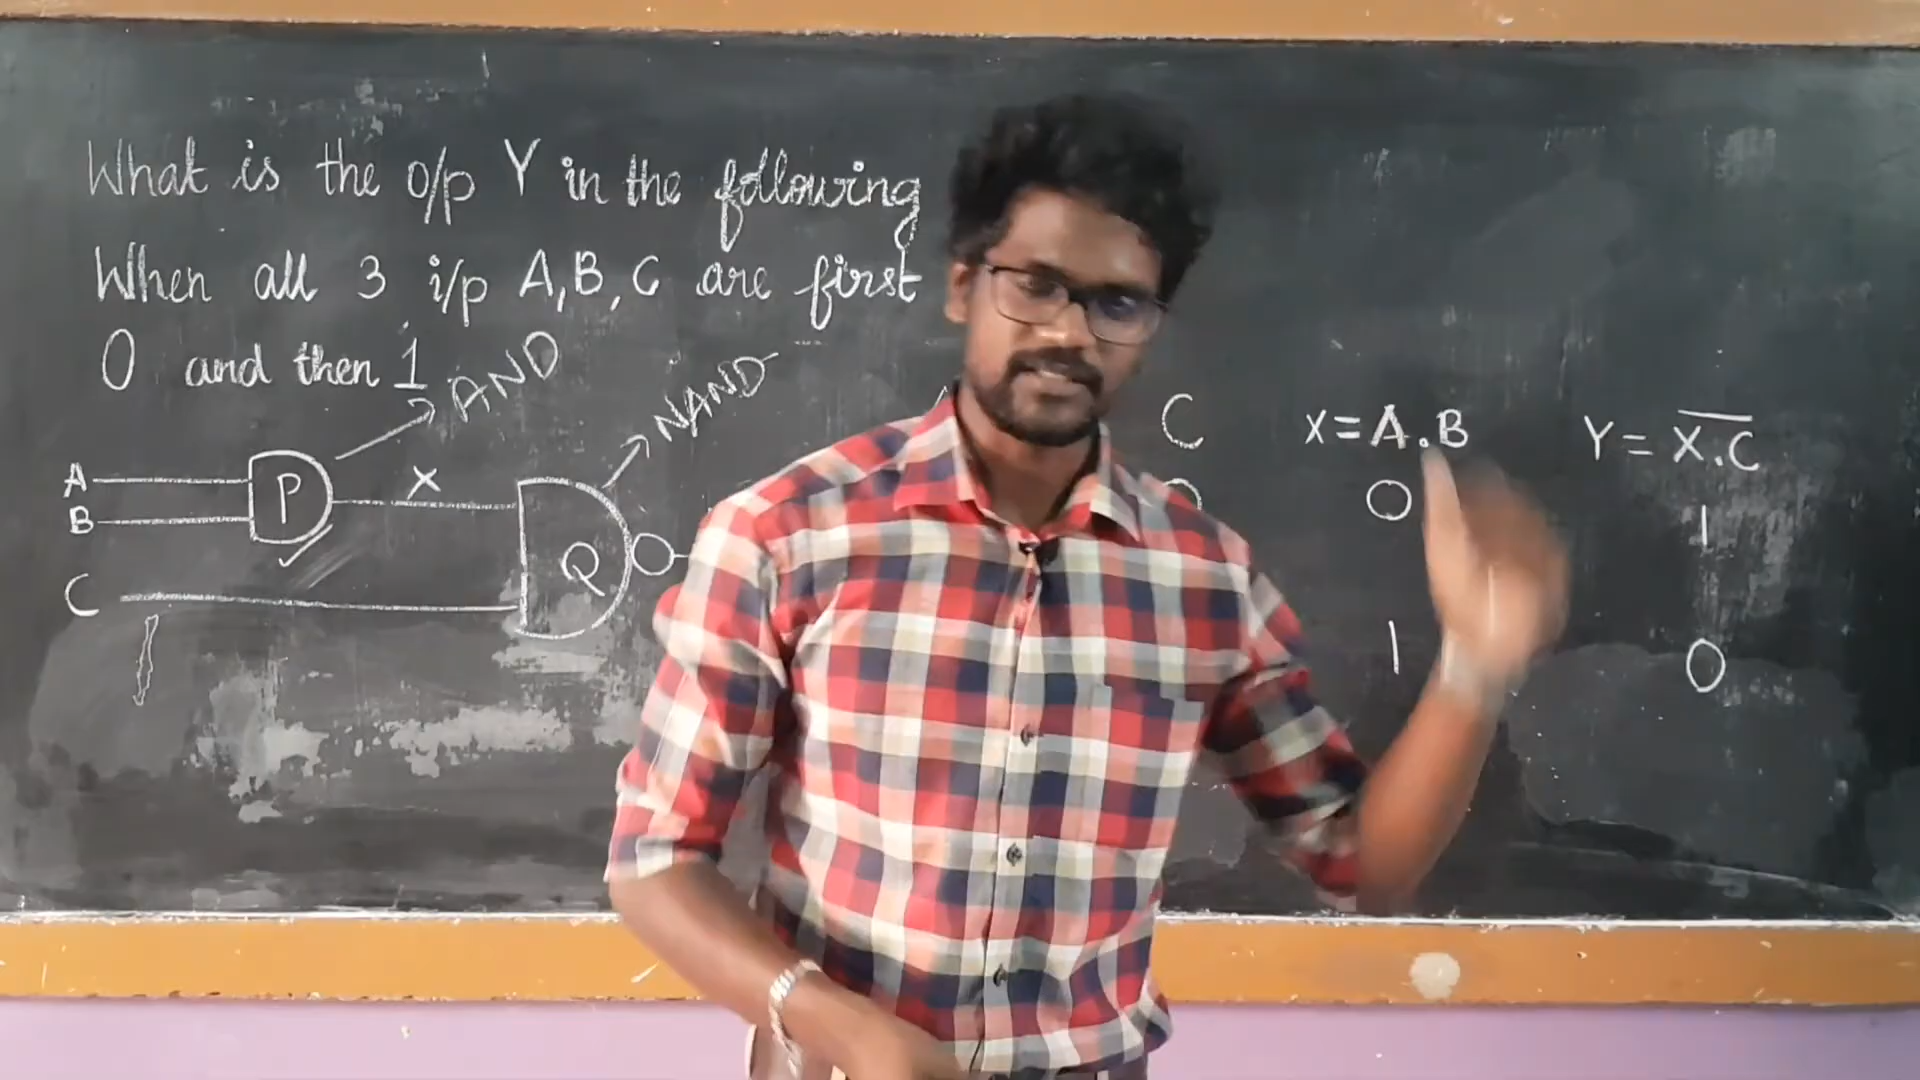 What is the o/p Y in the following
When all 3 i/p A, B, C are first
0 and then 1
AND
NAND
A
B
P
X
C
Q
C
X = A.B
Y = \overline{X.C}
0
1
1
0